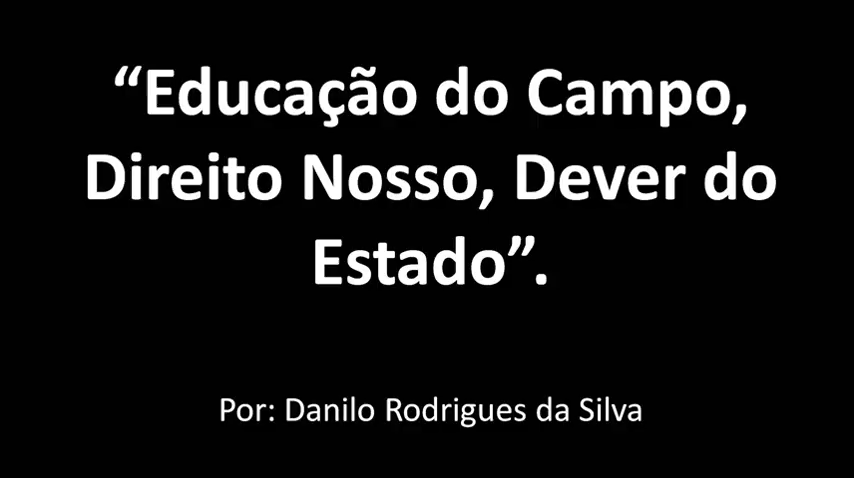 “Educação do Campo,
Direito Nosso, Dever do
Estado”.
Por: Danilo Rodrigues da Silva